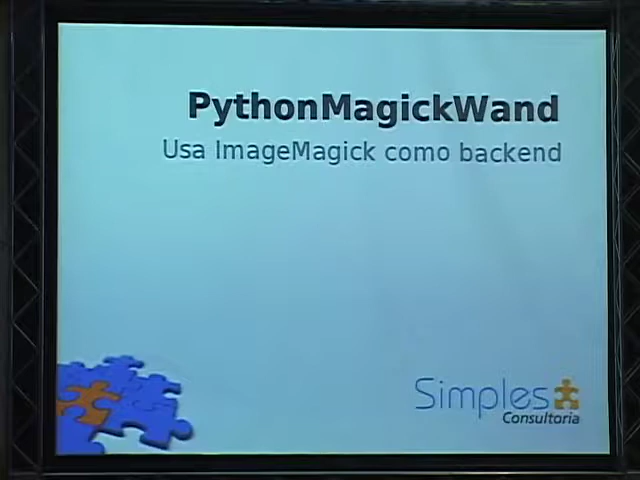 PythonMagickWand
Usa ImageMagick como backend
Simples
Consultoria